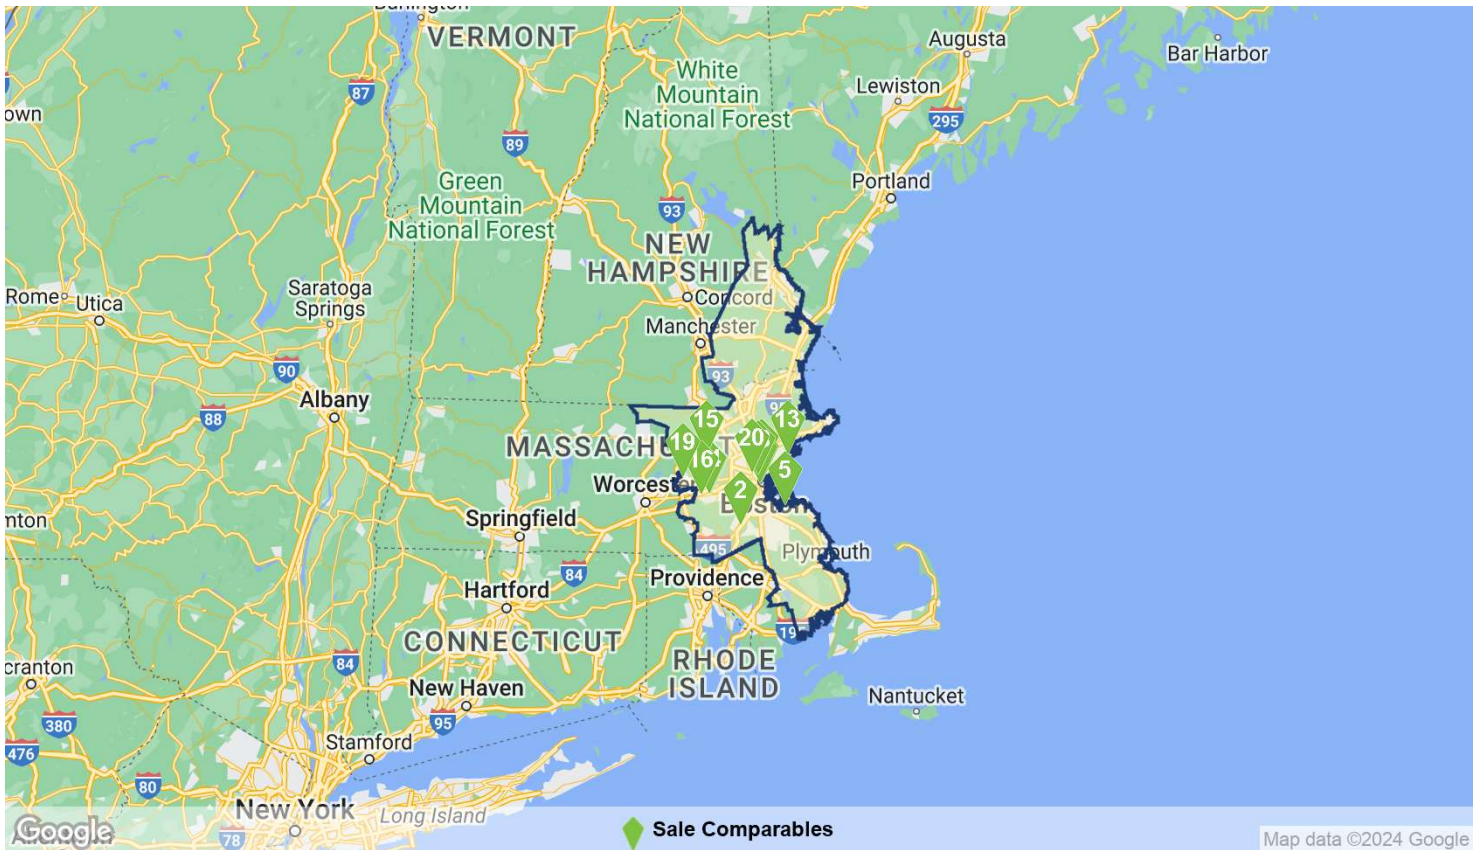 Burlington
VERMONT
Augusta
Bar Harbor
White
Mountain
National Forest
Lewiston
87
295
own
89
Green
Mountain
National Forest
Portland
93
NEW
HAMPSHIRE
Saratoga
Springs
Rome
Utica
Concord
Manchester
90
93
Albany
88
15
13
MASSACHU
19
20
16
5
2
Worcester
Boston
Springfield
495
Plymouth
84
Providence
Hartford
195
CONNECTICUT
84
RHODE
ISLAND
cranton
New Haven
Nantucket
95
380
Stamford
476
80
New York
Long Island
Google
78
Sale Comparables
Map data ©2024 Google